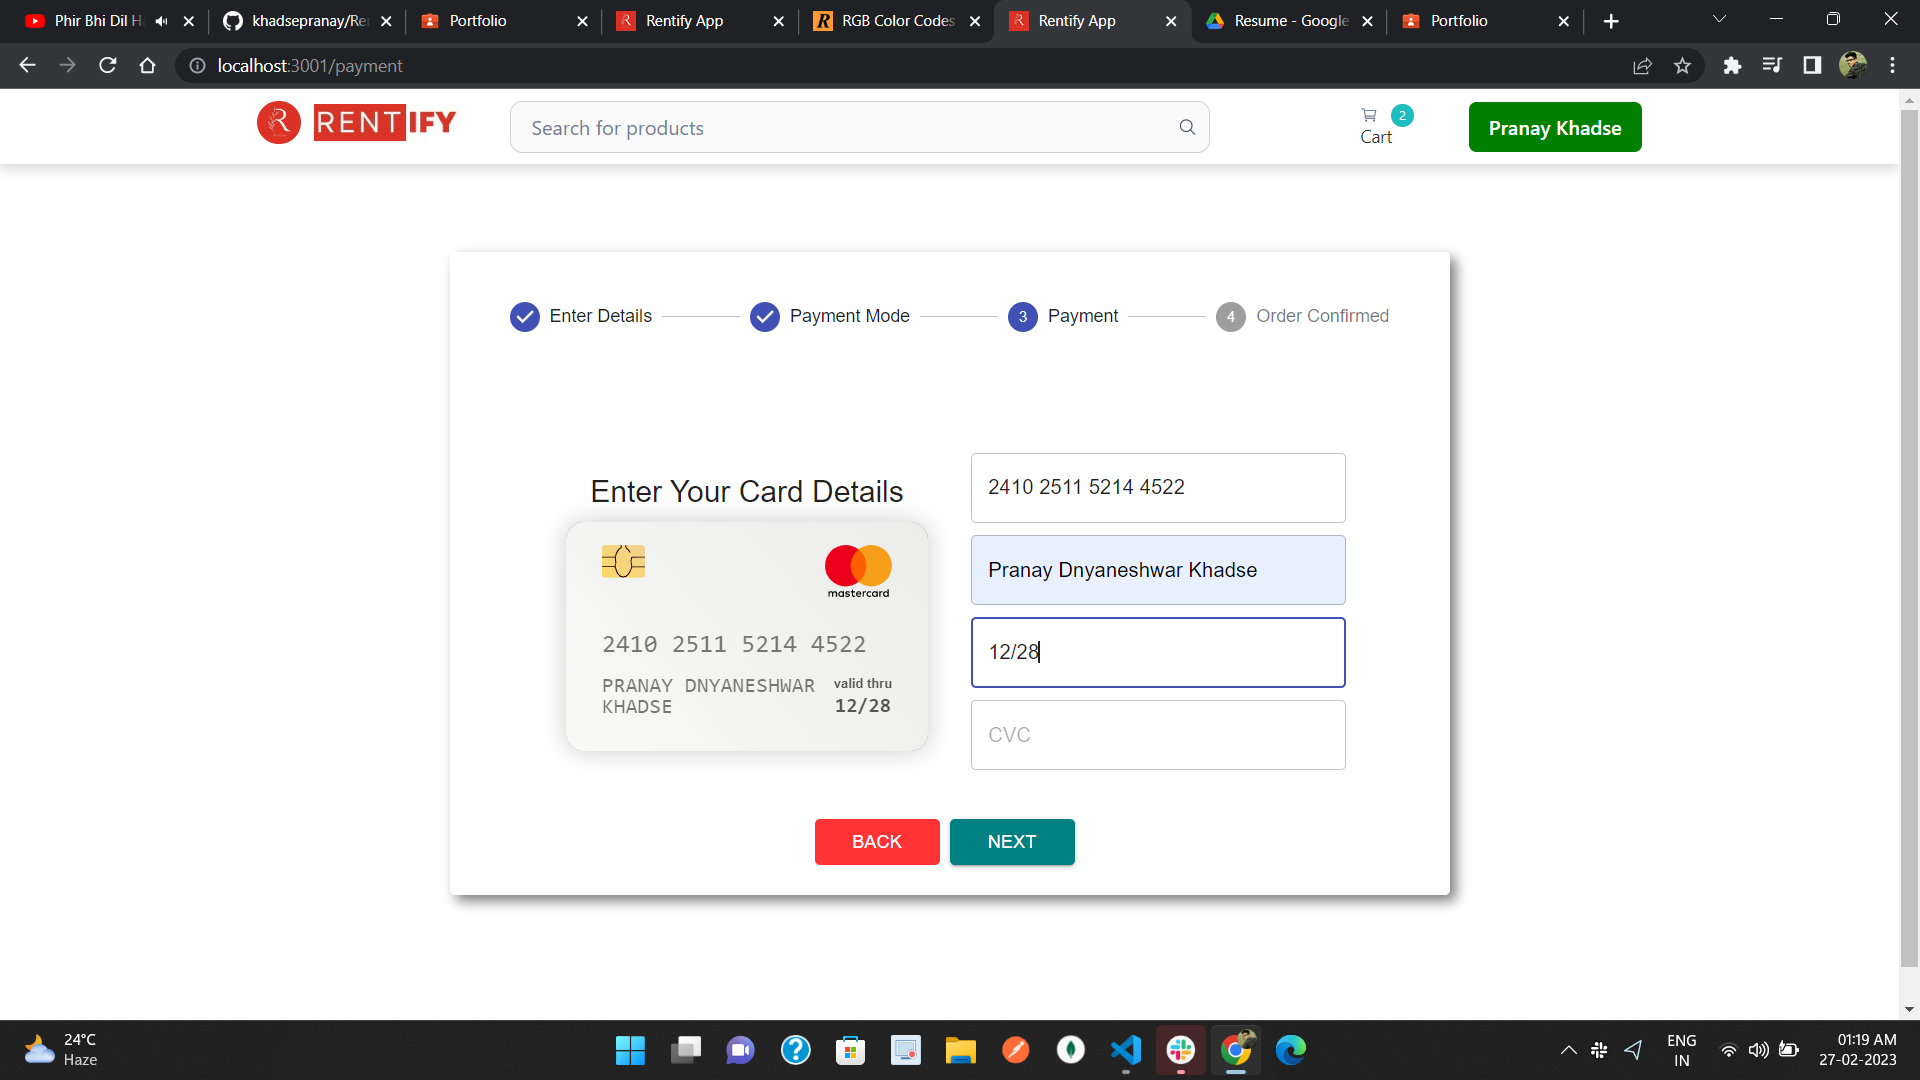 Phir Bhi Dil H
khadsepranay/Re
Portfolio
Rentify App
RGB Color Codes
Rentify App
Resume - Google
Portfolio
localhost:3001/payment
R
RENTIFY
Search for products
2
Cart
Pranay Khadse
Enter Details
Payment Mode
3
Payment
4
Order Confirmed
Enter Your Card Details
mastercard
2410 2511 5214 4522
PRANAY DNYANESHWAR
KHADSE
valid thru
12/28
2410 2511 5214 4522
Pranay Dnyaneshwar Khadse
12/28
CVC
BACK
NEXT
24°C
Haze
ENG
IN
01:19 AM
27-02-2023